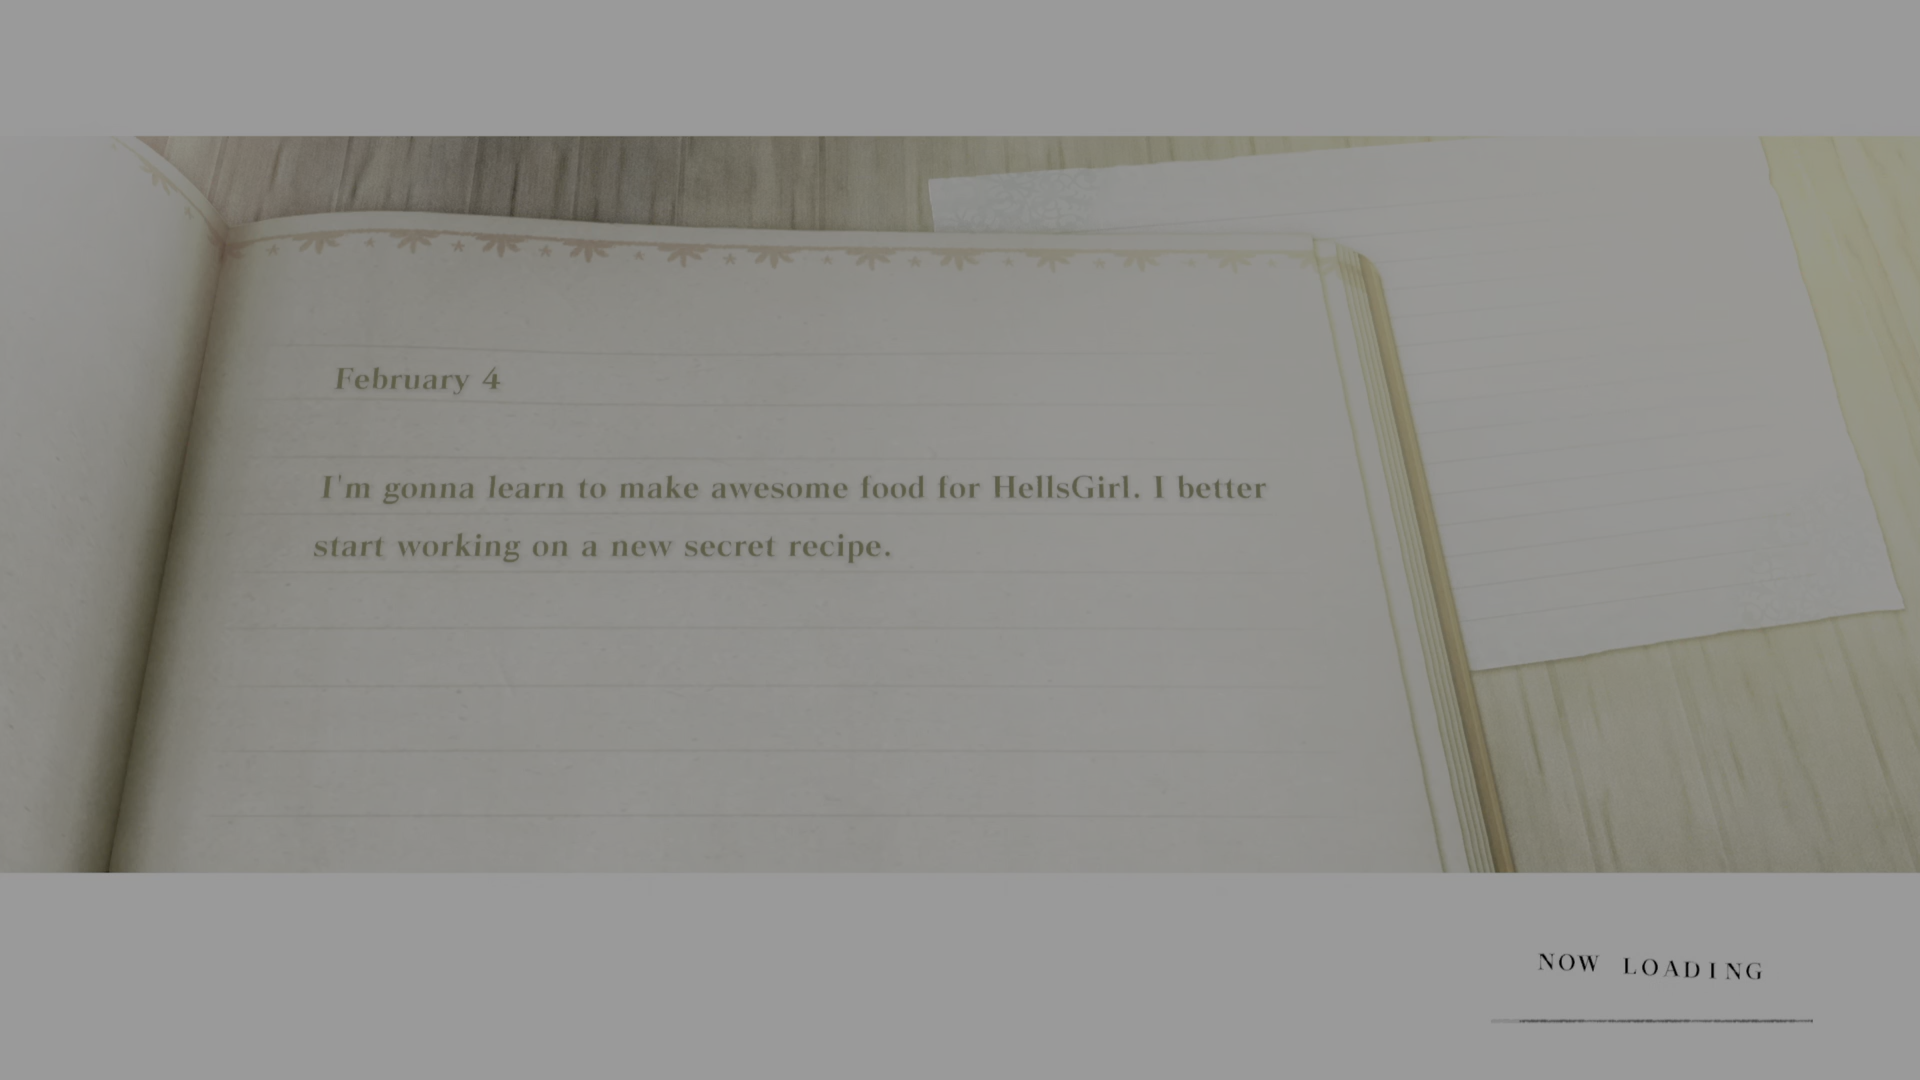 February 4
I'm gonna learn to make awesome food for HellsGirl. I better
start working on a new secret recipe.
NOW LOADING